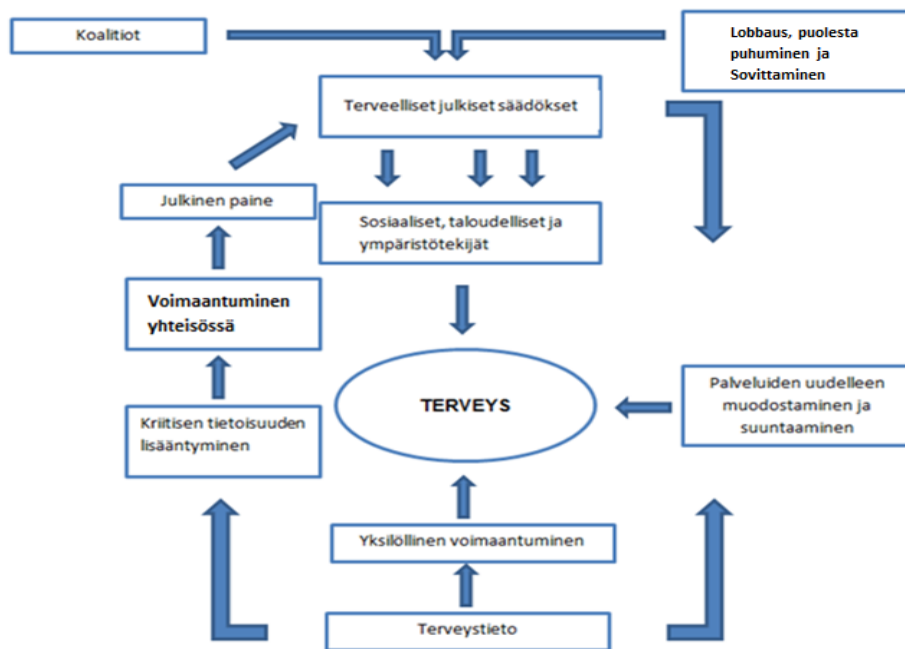 Koalitiot
Lobbaus, puolesta
puhuminen ja
Sovittaminen
Terveelliset julkiset säädökset
Julkinen paine
Sosiaaliset, taloudelliset ja
ympäristötekijät
Voimaantuminen
yhteisössä
TERVEYS
Palveluiden uudelleen
muodostaminen ja
suuntaaminen
Kriitisen tietoisuuden
lisääntyminen
Yksilöllinen voimaantuminen
Terveystieto